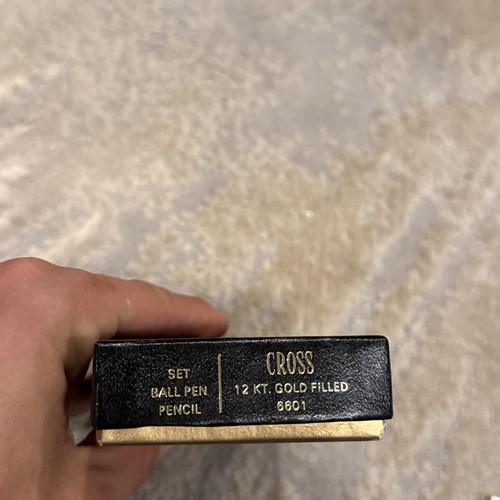 SET
BALL PEN
PENCIL
CROSS
12 KT. GOLD FILLED
6601